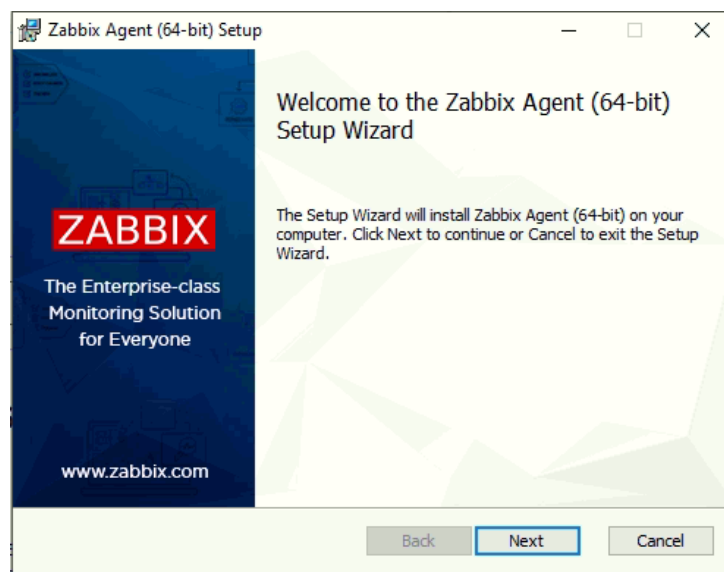 Zabbix Agent (64-bit) Setup
Welcome to the Zabbix Agent (64-bit)
Setup Wizard
The Setup Wizard will install Zabbix Agent (64-bit) on your
computer. Click Next to continue or Cancel to exit the Setup
Wizard.
ZABBIX
The Enterprise-class
Monitoring Solution
for Everyone
www.zabbix.com
Back
Next
Cancel